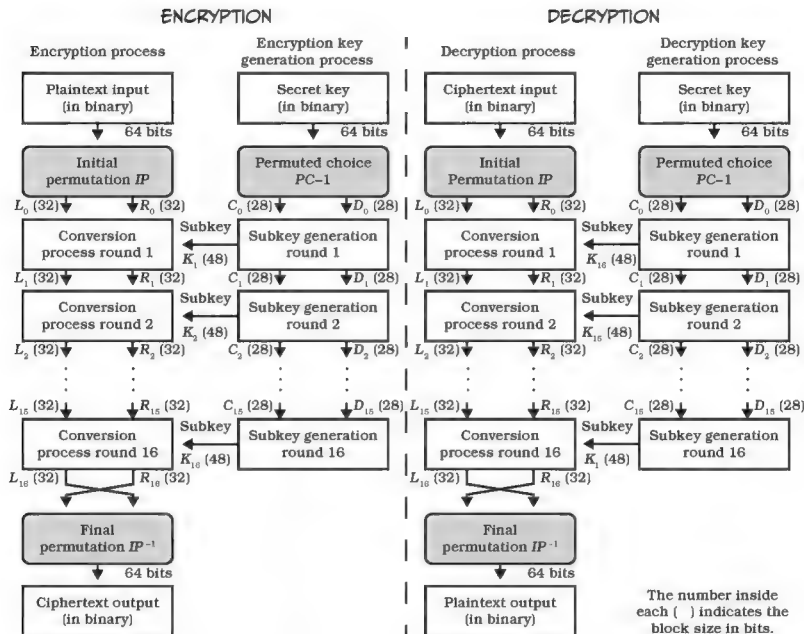 ENCRYPTION
Encryption process
Encryption key
generation process
Plaintext input
(in binary)
Secret key
(in binary)
64 bits
64 bits
Initial
permutation IP
Permuted choice
PC-1
L₀ (32)
R₀ (32)
C₀ (28)
D₀ (28)
Conversion
process round 1
Subkey
K₁ (48)
Subkey generation
round 1
L₁ (32)
R₁ (32)
C₁ (28)
D₁ (28)
Conversion
process round 2
Subkey
K₂ (48)
Subkey generation
round 2
L₂ (32)
R₂ (32)
C₂ (28)
D₂ (28)
L₁₅ (32)
R₁₅ (32)
C₁₅ (28)
D₁₅ (28)
Conversion
process round 16
Subkey
K₁₆ (48)
Subkey generation
round 16
L₁₆ (32)
R₁₆ (32)
Final
permutation IP⁻¹
64 bits
Ciphertext output
(in binary)
DECRYPTION
Decryption process
Decryption key
generation process
Ciphertext input
(in binary)
Secret key
(in binary)
64 bits
64 bits
Initial
Permutation IP
Permuted choice
PC-1
L₀ (32)
R₀ (32)
C₀ (28)
D₀ (28)
Conversion
process round 1
Subkey
K₁₆ (48)
Subkey generation
round 1
L₁ (32)
R₁ (32)
C₁ (28)
D₁ (28)
Conversion
process round 2
Subkey
K₁₅ (48)
Subkey generation
round 2
L₂ (32)
R₂ (32)
C₂ (28)
D₂ (28)
L₁₅ (32)
R₁₅ (32)
C₁₅ (28)
D₁₅ (28)
Conversion
process round 16
Subkey
K₁ (48)
Subkey generation
round 16
L₁₆ (32)
R₁₆ (32)
Final
permutation IP⁻¹
64 bits
Plaintext output
(in binary)
The number inside
each ( ) indicates the
block size in bits.